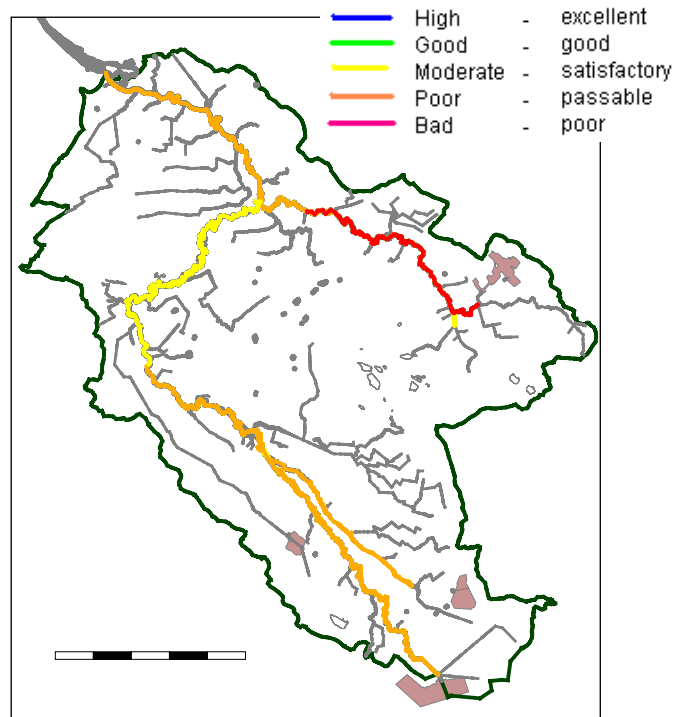 High - excellent
Good - good
Moderate - satisfactory
Poor - passable
Bad - poor